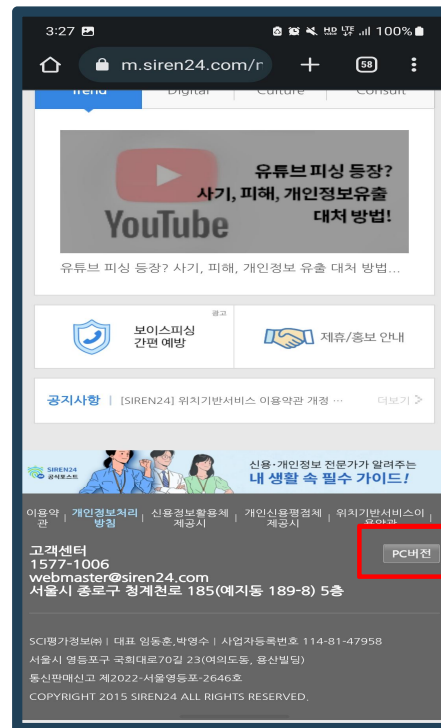 3:27
LTE
100%
m.siren24.com/r
58
Trend Digital Culture Consult
유튜브 피싱 등장?
사기, 피해, 개인정보유출
대처 방법!
YouTube
유튜브 피싱 등장? 사기, 피해, 개인정보 유출 대처 방법...
광고
보이스피싱
간편 예방
제휴/홍보 안내
공지사항 | [SIREN24] 위치기반서비스 이용약관 개정 ··· 더보기 >
SIREN24
공식포스트
신용·개인정보 전문가가 알려주는
내 생활 속 필수 가이드!
이용약관 | 개인정보처리방침 | 신용정보활용체제공시 | 개인신용평점체제공시 | 위치기반서비스이용약관 |
고객센터
1577-1006
PC버전
webmaster@siren24.com
서울시 종로구 청계천로 185(예지동 189-8) 5층
SCI평가정보㈜ | 대표 임동훈,박영수 | 사업자등록번호 114-81-47958
서울시 영등포구 국회대로70길 23(여의도동, 용산빌딩)
통신판매신고 제2022-서울영등포-2646호
COPYRIGHT 2015 SIREN24 ALL RIGHTS RESERVED.